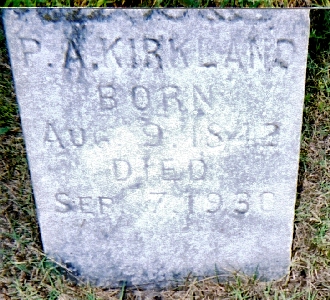 P. A. KIRKLAND
BORN
AUG 9, 1842
DIED
SEP. 7, 1930